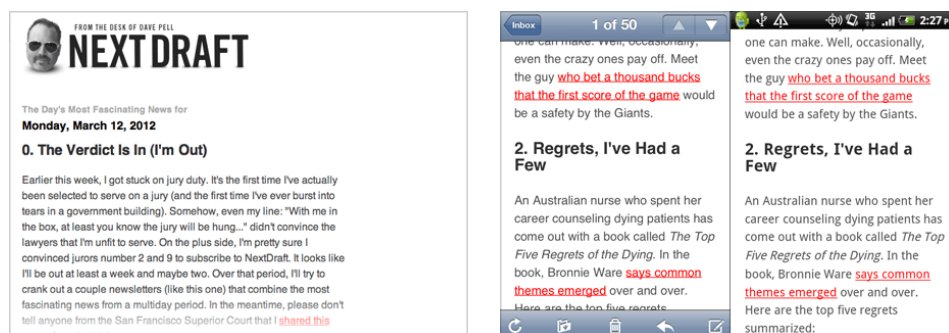 FROM THE DESK OF DAVE PELL
NEXTDRAFT
The Day's Most Fascinating News for
Monday, March 12, 2012
0. The Verdict Is In (I'm Out)
Earlier this week, I got stuck on jury duty. It's the first time I've actually
been selected to serve on a jury (and the first time I've ever burst into
tears in a government building). Somehow, even my line: "With me in
the box, at least you know the jury will be hung..." didn't convince the
lawyers that I'm unfit to serve. On the plus side, I'm pretty sure I
convinced jurors number 2 and 9 to subscribe to NextDraft. It looks like
I'll be out at least a week and maybe two. Over that period, I'll try to
crank out a couple newsletters (like this one) that combine the most
fascinating news from a multiday period. In the meantime, please don't
tell anyone from the San Francisco Superior Court that I shared this
Inbox
1 of 50
one can make. Well, occasionally,
even the crazy ones pay off. Meet
the guy who bet a thousand bucks
that the first score of the game would
be a safety by the Giants.
2. Regrets, I've Had a
Few
An Australian nurse who spent her
career counseling dying patients has
come out with a book called The Top
Five Regrets of the Dying. In the
book, Bronnie Ware says common
themes emerged over and over.
Here are the top five regrets
3G
2:27
one can make. Well, occasionally,
even the crazy ones pay off. Meet
the guy who bet a thousand bucks
that the first score of the game
would be a safety by the Giants.
2. Regrets, I've Had a
Few
An Australian nurse who spent her
career counseling dying patients has
come out with a book called The Top
Five Regrets of the Dying. In the
book, Bronnie Ware says common
themes emerged over and over.
Here are the top five regrets
summarized: